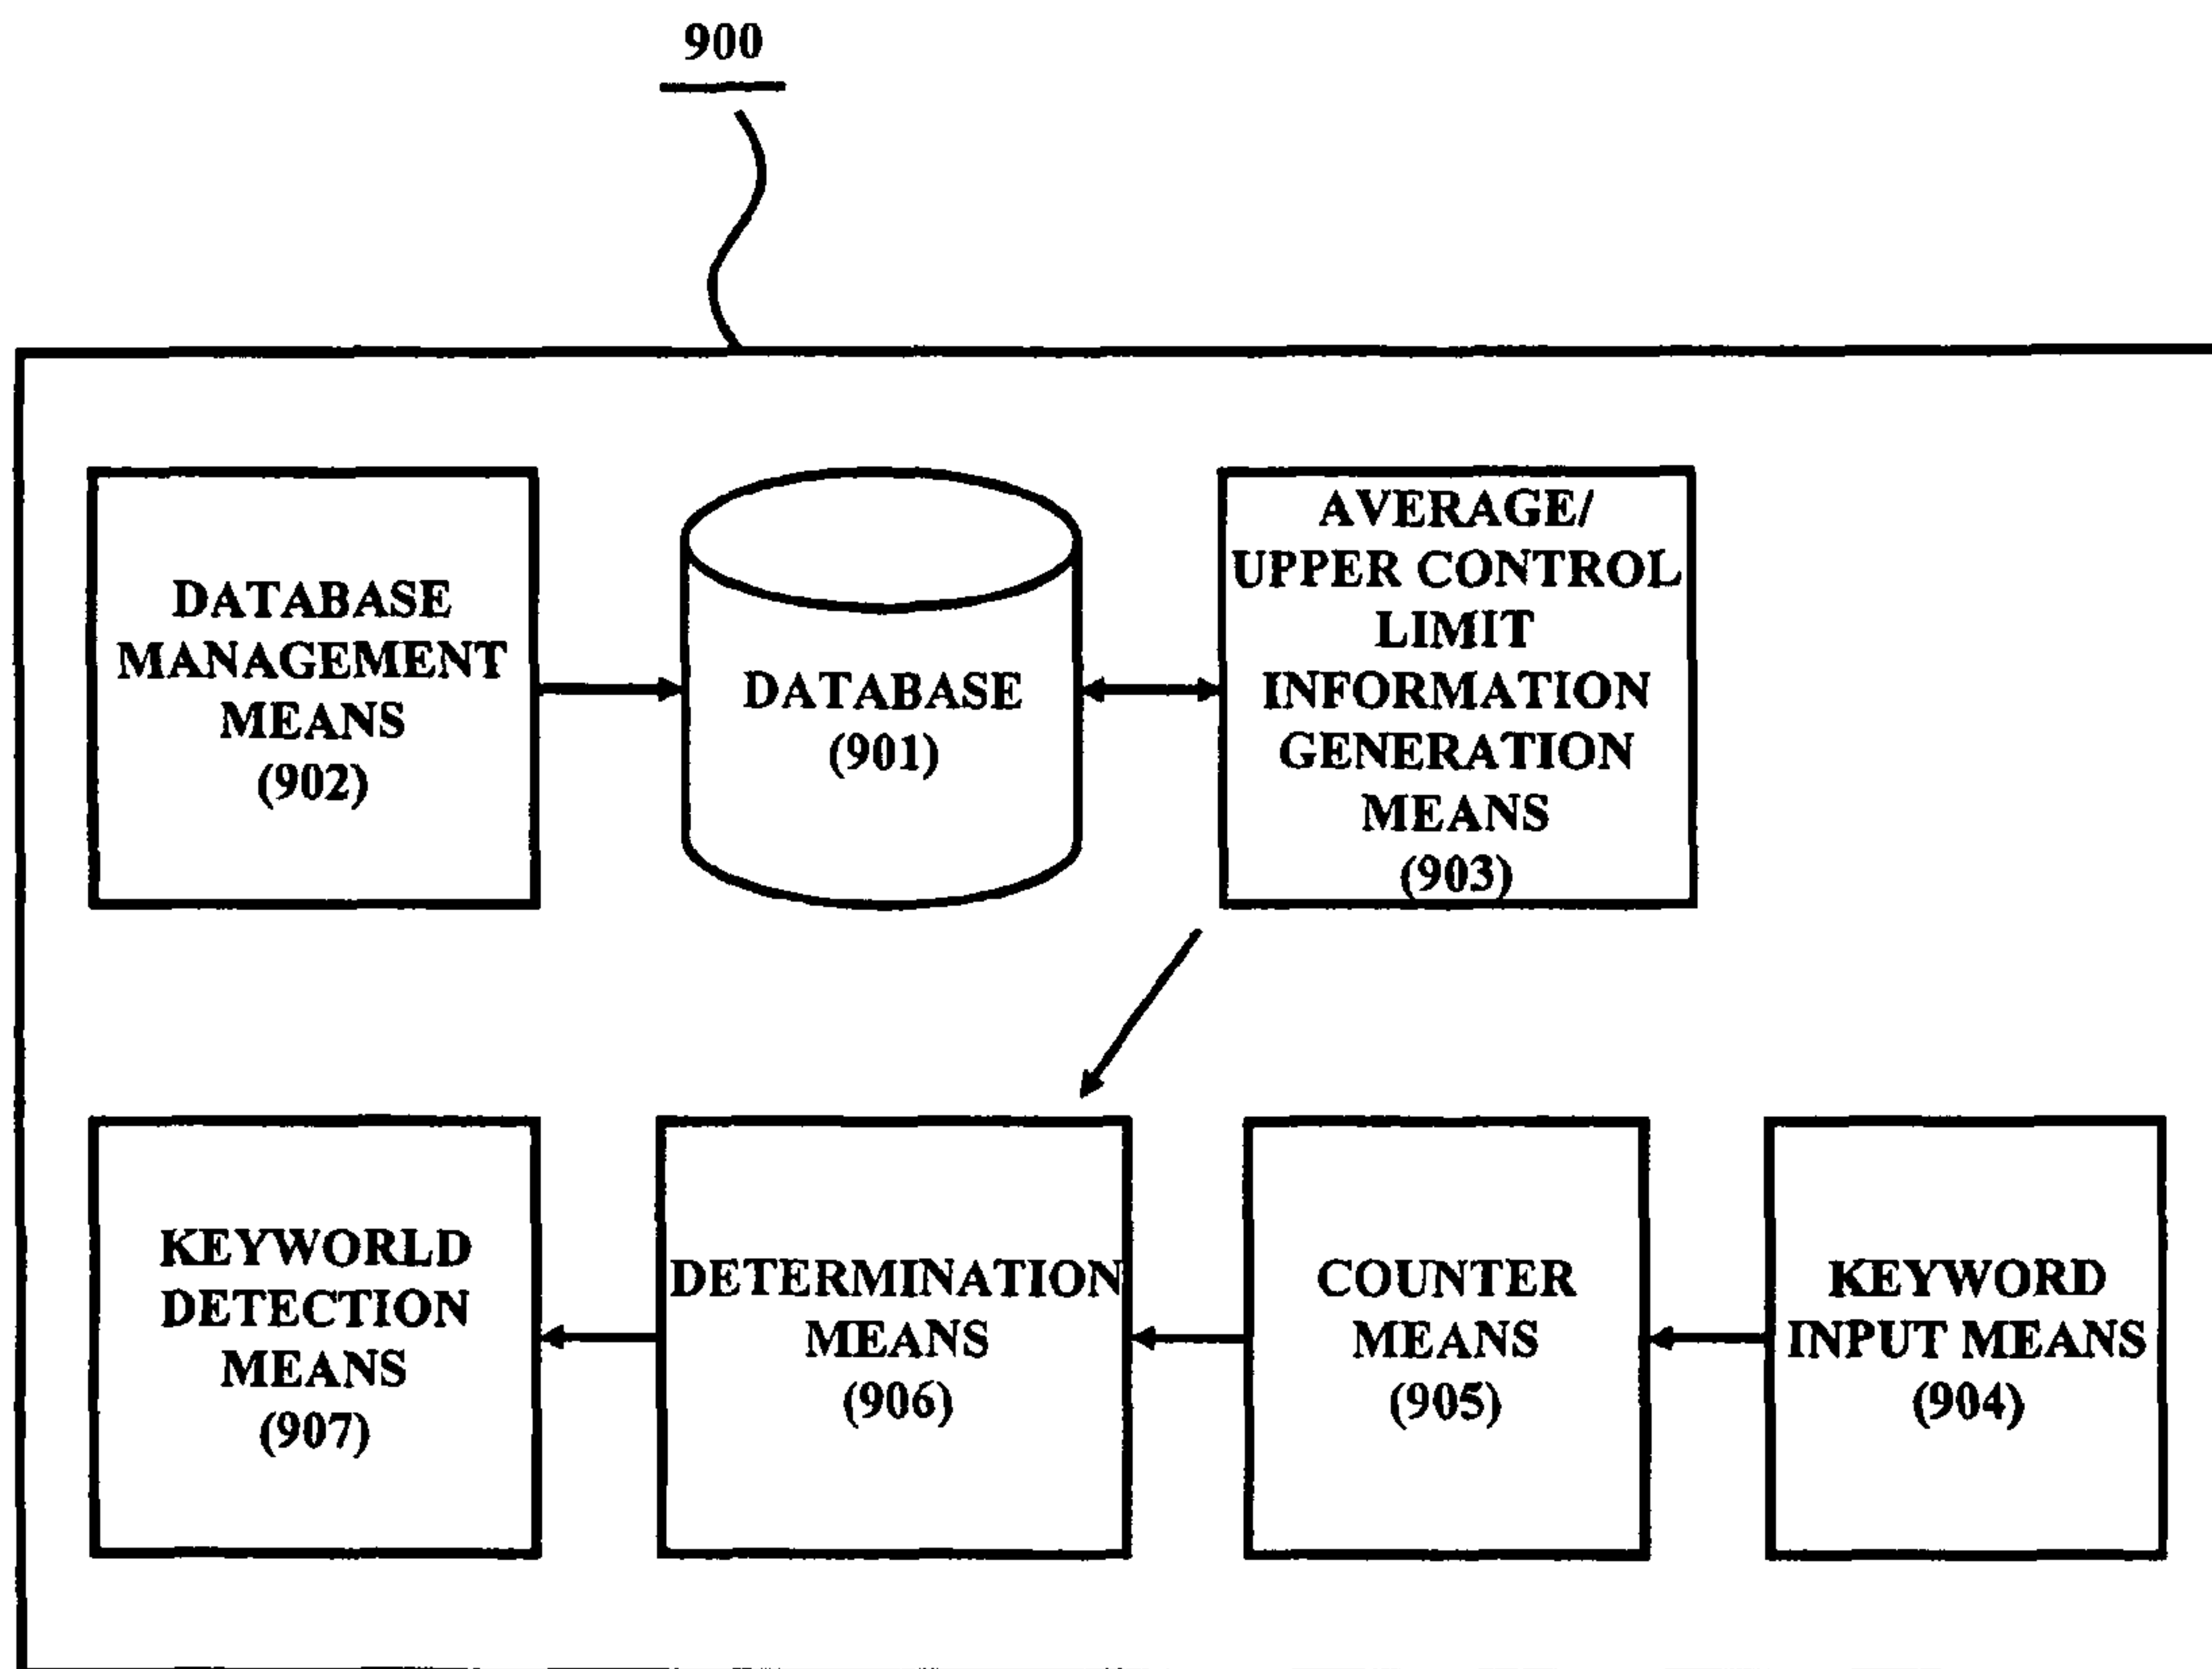 900
DATABASE
MANAGEMENT
MEANS
(902)
DATABASE
(901)
AVERAGE/
UPPER CONTROL
LIMIT
INFORMATION
GENERATION
MEANS
(903)
KEYWORLD
DETECTION
MEANS
(907)
DETERMINATION
MEANS
(906)
COUNTER
MEANS
(905)
KEYWORD
INPUT MEANS
(904)